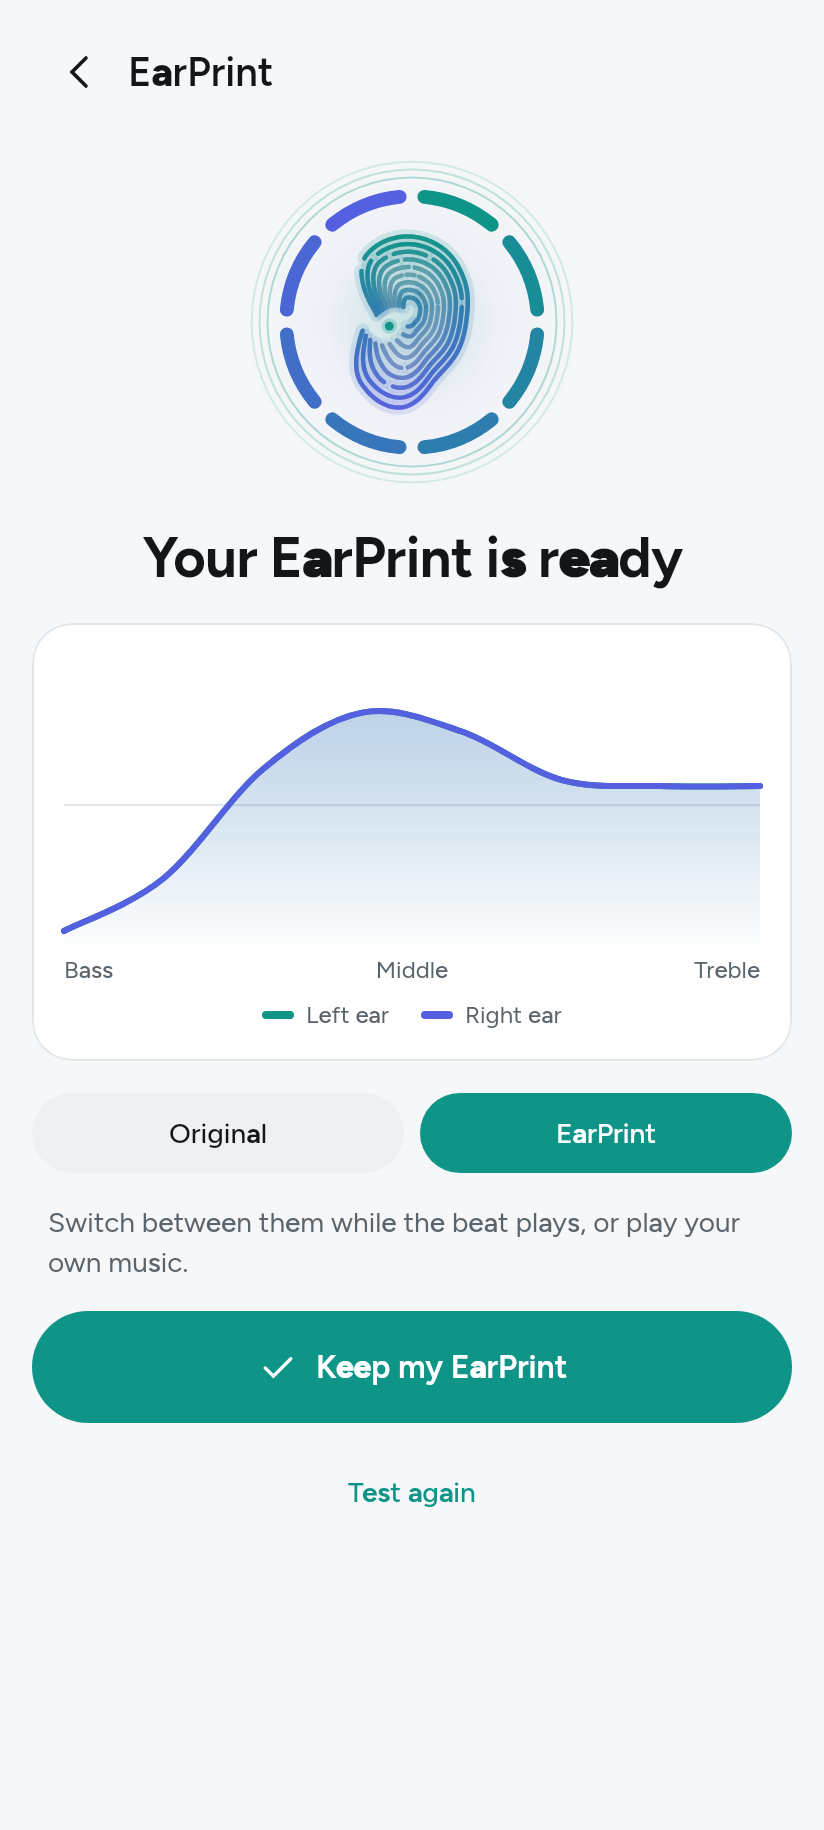 EarPrint
Your EarPrint is ready
Bass Middle Treble
Left ear Right ear
Original EarPrint
Switch between them while the beat plays, or play your
own music.
Keep my EarPrint
Test again